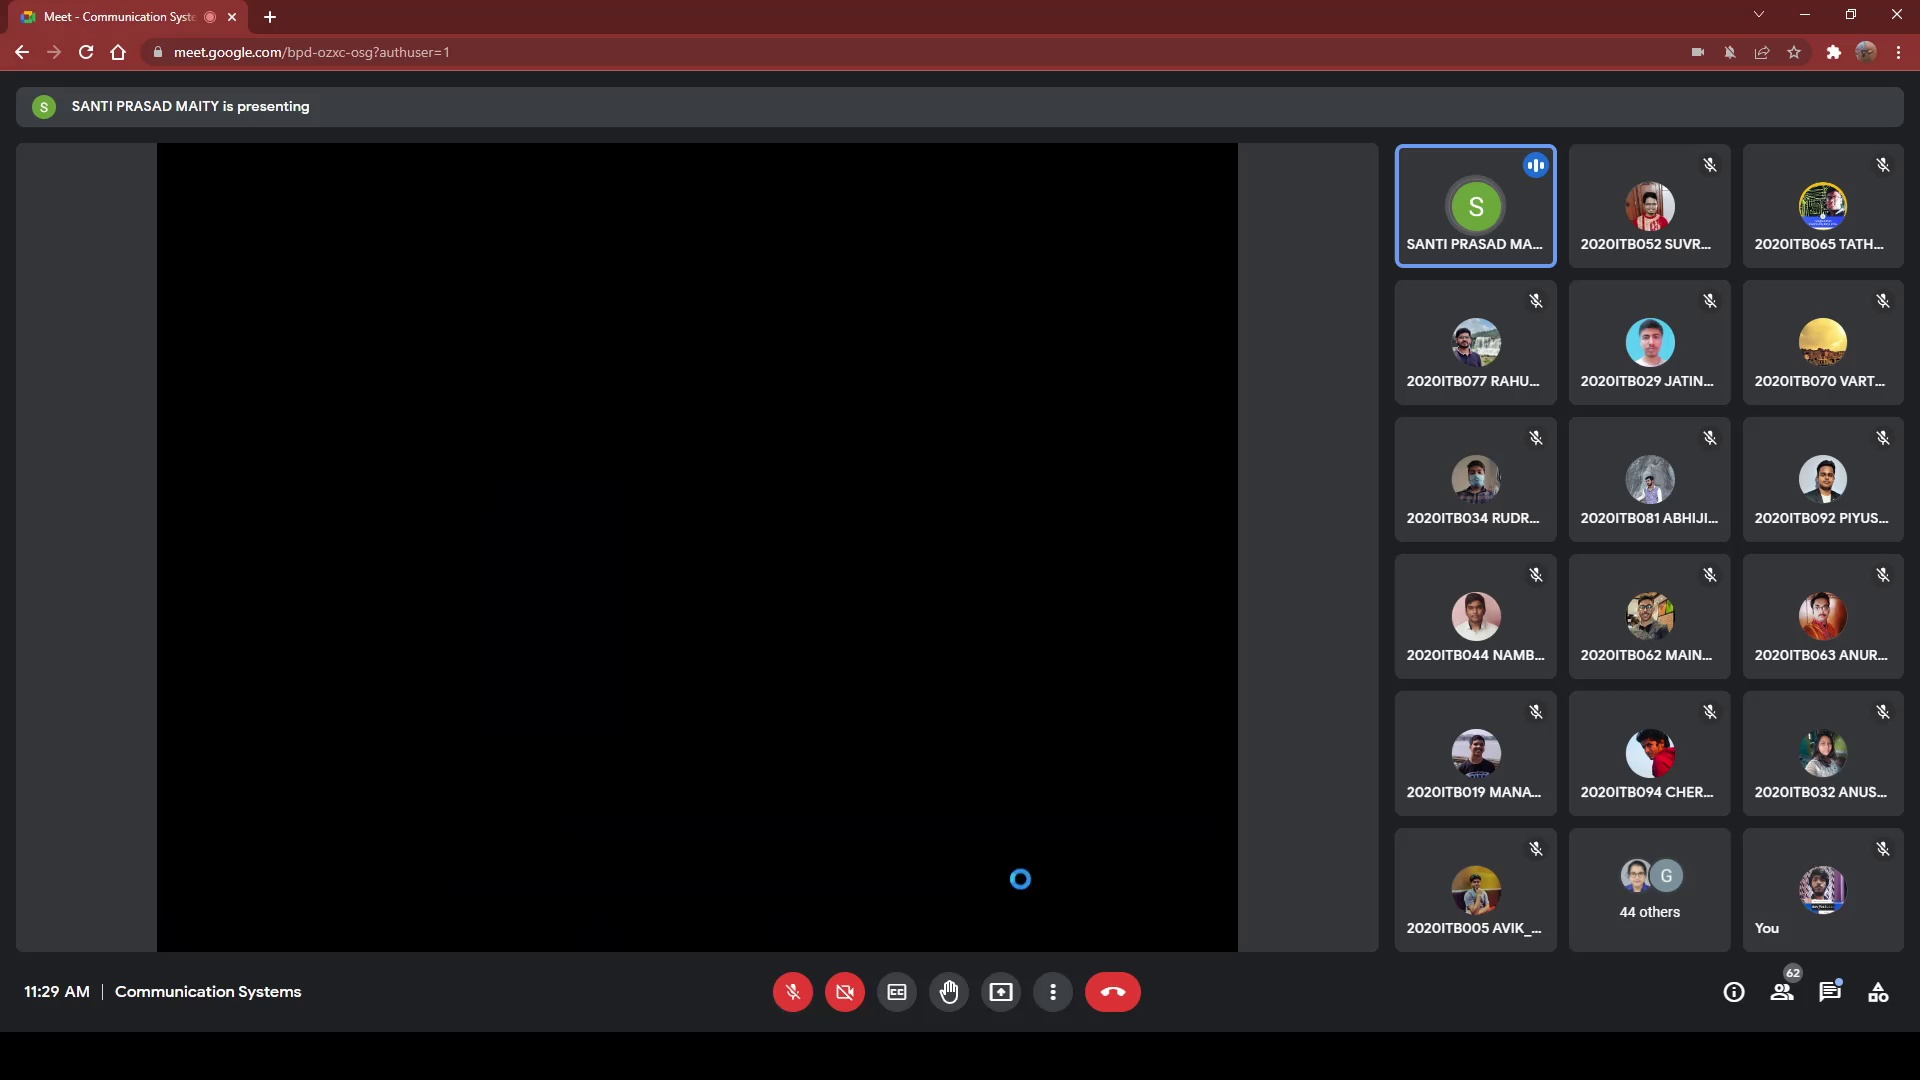 Meet - Communication Syste
meet.google.com/bpd-ozxc-osg?authuser=1
S
SANTI PRASAD MAITY is presenting
S
SANTI PRASAD MA...
2020ITB052 SUVR...
2020ITB065 TATH...
2020ITB077 RAHU...
2020ITB029 JATIN...
2020ITB070 VART...
2020ITB034 RUDR...
2020ITB081 ABHIJI...
2020ITB092 PIYUS...
2020ITB044 NAMB...
2020ITB062 MAIN...
2020ITB063 ANUR...
2020ITB019 MANA...
2020ITB094 CHER...
2020ITB032 ANUS...
2020ITB005 AVIK_...
G
44 others
You
11:29 AM | Communication Systems
CC
62